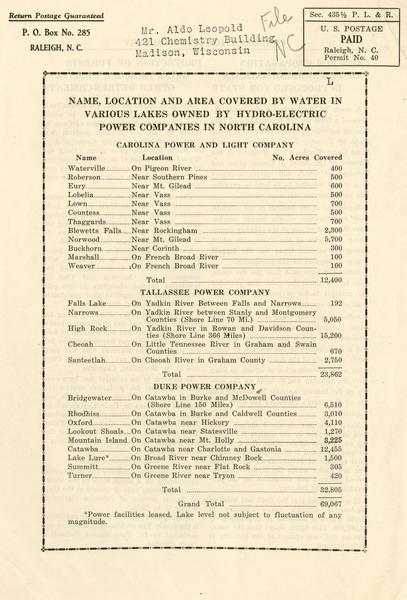 Return Postage Guaranteed
P. O. Box No. 285
RALEIGH, N. C.
Mr. Aldo Leopold
421 Chemistry Building
Madison, Wisconsin
File
NC
Sec. 435½ P. L. & R.
U. S. POSTAGE
PAID
Raleigh, N. C.
Permit No. 40
L
NAME, LOCATION AND AREA COVERED BY WATER IN
VARIOUS LAKES OWNED BY HYDRO-ELECTRIC
POWER COMPANIES IN NORTH CAROLINA
CAROLINA POWER AND LIGHT COMPANY
Name Location No. Acres Covered
Waterville On Pigeon River 400
Roberson Near Southern Pines 500
Eury Near Mt. Gilead 600
Lobelia Near Vass 500
Lown Near Vass 700
Countess Near Vass 500
Thaggards Near Vass 700
Blewetts Falls Near Rockingham 2,300
Norwood Near Mt. Gilead 5,700
Buckhorn Near Corinth 300
Marshall On French Broad River 100
Weaver On French Broad River 100
Total 12,400
TALLASSEE POWER COMPANY
Falls Lake On Yadkin River Between Falls and Narrows 192
Narrows On Yadkin River between Stanly and Montgomery
Counties (Shore Line 70 Mi.) 5,050
High Rock On Yadkin River in Rowan and Davidson Coun-
ties (Shore Line 366 Miles) 15,200
Cheoah On Little Tennessee River in Graham and Swain
Counties 670
Santeetlah On Cheoah River in Graham County 2,750
Total 23,862
DUKE POWER COMPANY
Bridgewater On Catawba in Burke and McDowell Counties
(Shore Line 150 Miles) 6,510
Rhodhiss On Catawba in Burke and Caldwell Counties 3,010
Oxford On Catawba near Hickory 4,110
Lookout Shoals On Catawba near Statesville 1,270
Mountain Island On Catawba near Mt. Holly 3,225
Catawba On Catawba near Charlotte and Gastonia 12,455
Lake Lure* On Broad River near Chimney Rock 1,500
Summitt On Greene River near Flat Rock 305
Turner On Greene River near Tryon 420
Total 32,805
Grand Total 69,067
*Power facilities leased. Lake level not subject to fluctuation of any
magnitude.